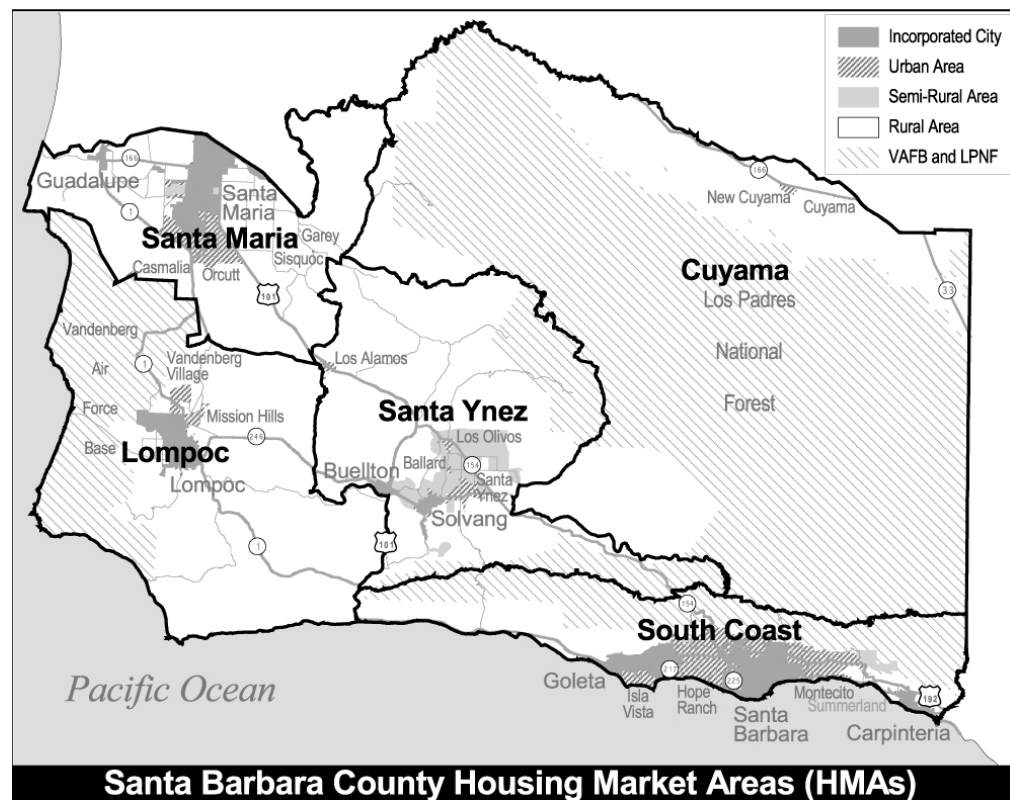 Incorporated City
Urban Area
Semi-Rural Area
Rural Area
VAFB and LPNF
166
Guadalupe
1
Santa
Maria
Santa Maria
Garey
Sisquoc
Casmalia
Orcutt
101
166
New Cuyama
Cuyama
Cuyama
Los Padres
National
Forest
33
Vandenberg
Air
Force
Base
1
Vandenberg
Village
Mission Hills
246
Lompoc
Lompoc
1
Los Alamos
Santa Ynez
Los Olivos
Ballard
154
Santa
Ynez
Buellton
Solvang
101
154
South Coast
Goleta
217
Isla
Vista
Hope
Ranch
225
Santa
Barbara
Montecito
Summerland
192
Carpinteria
Pacific Ocean
Santa Barbara County Housing Market Areas (HMAs)